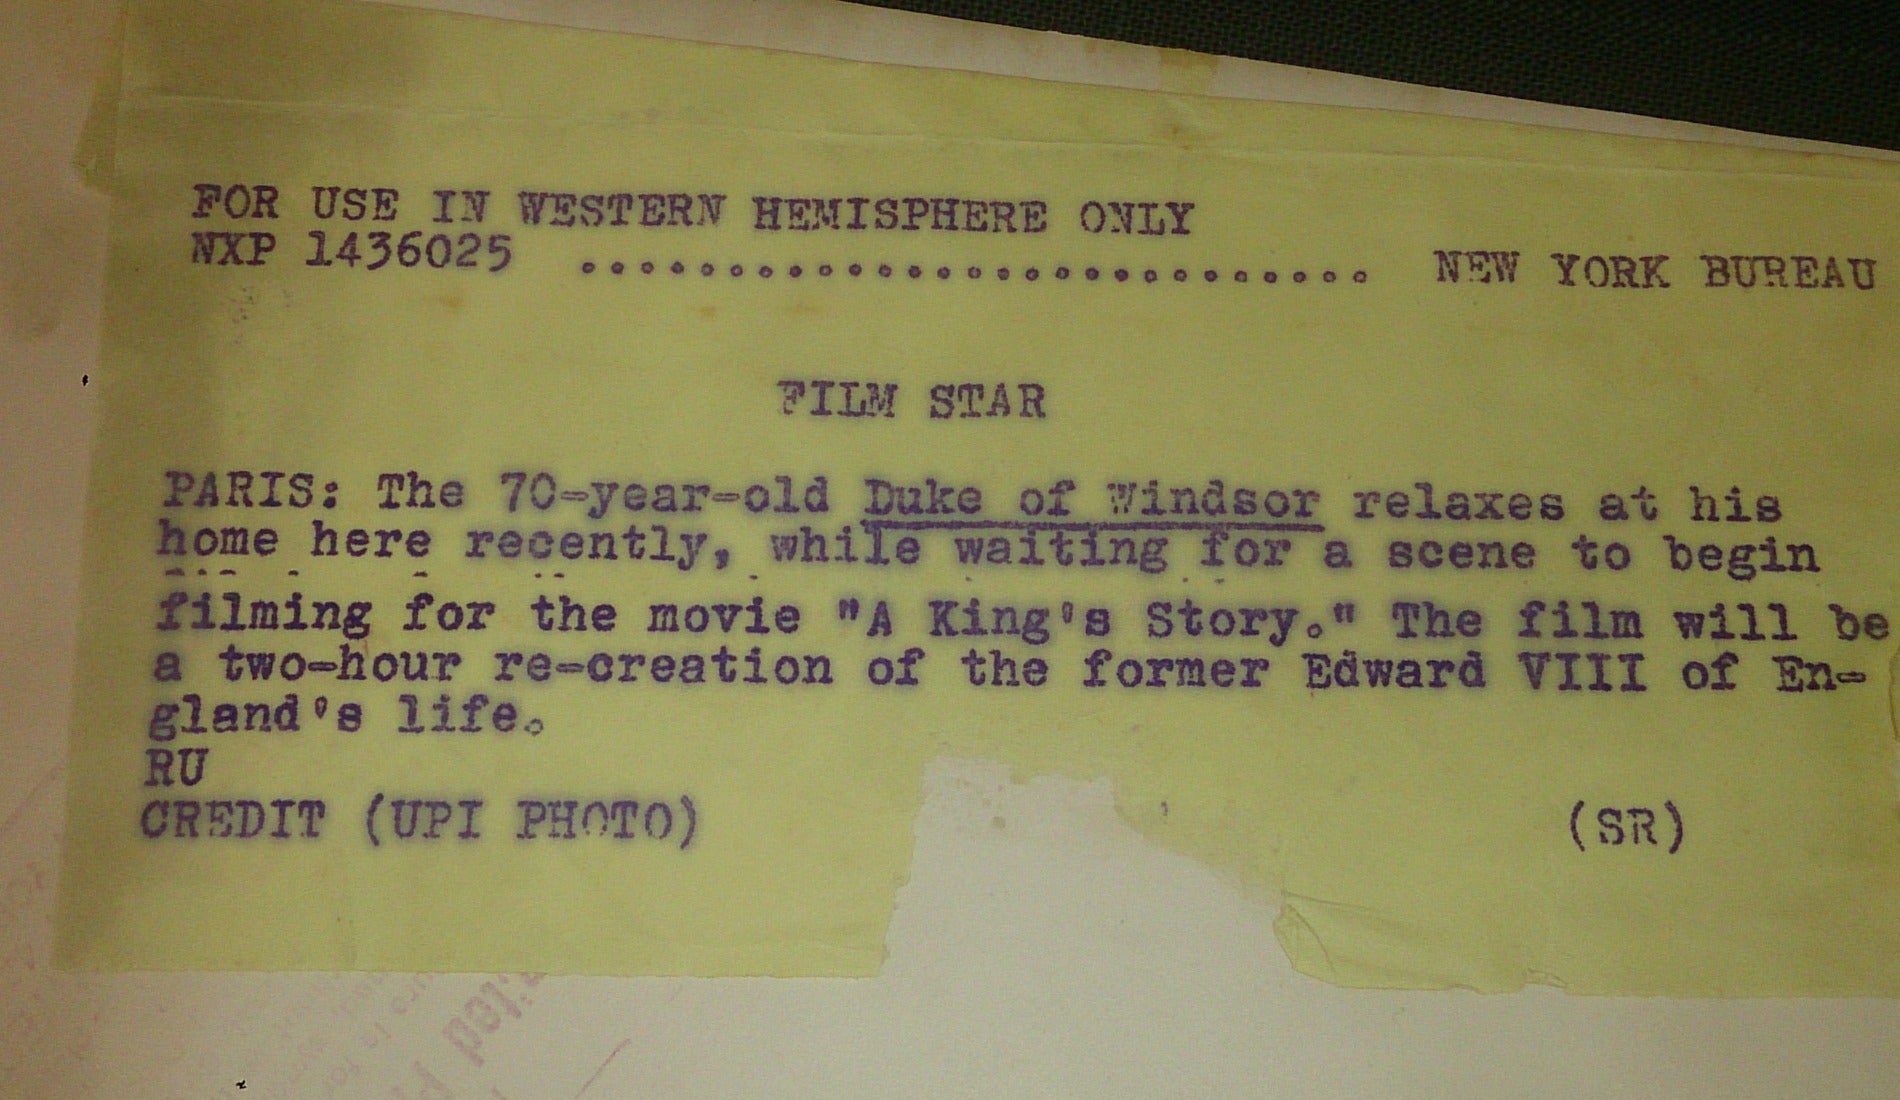 FOR USE IN WESTERN HEMISPHERE ONLY
NXP 1436025 ........................... NEW YORK BUREAU
FILM STAR
PARIS: The 70-year-old Duke of Windsor relaxes at his
home here recently, while waiting for a scene to begin
filming for the movie "A King's Story." The film will be
a two-hour re-creation of the former Edward VIII of En-
gland's life.
RU
CREDIT (UPI PHOTO) (SR)